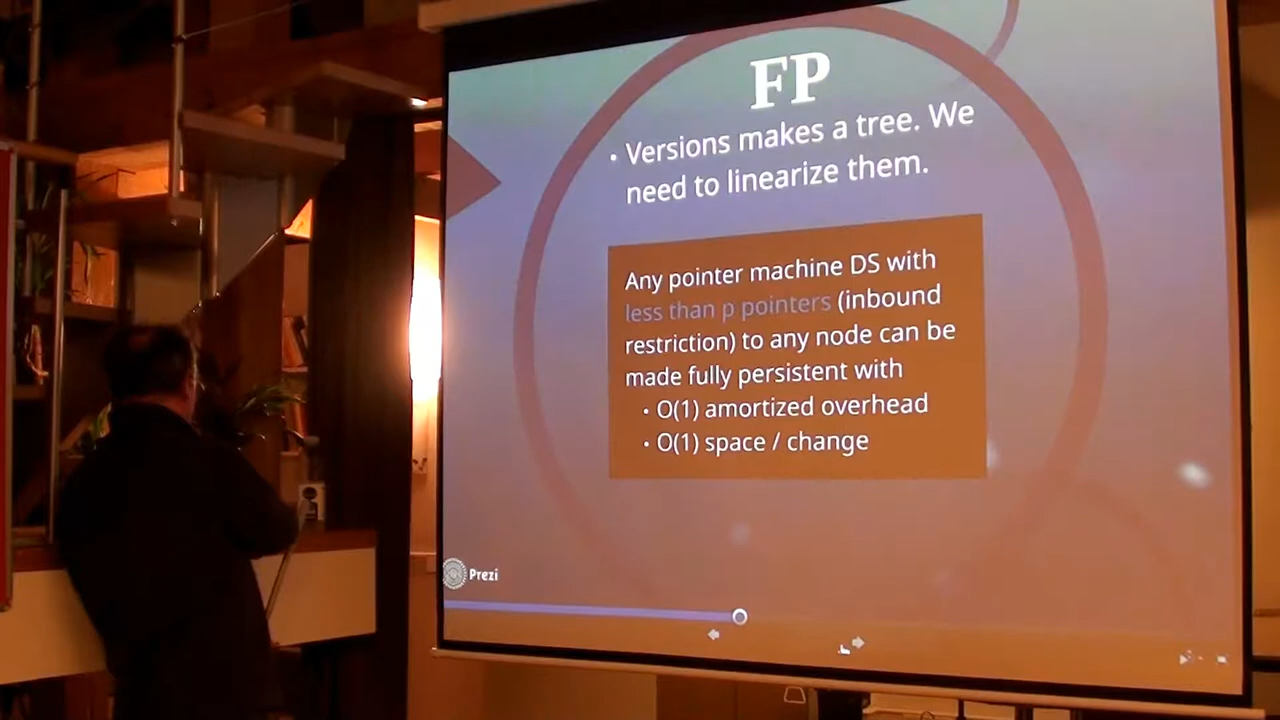 FP
• Versions makes a tree. We
need to linearize them.
Any pointer machine DS with
less than p pointers (inbound
restriction) to any node can be
made fully persistent with
• O(1) amortized overhead
• O(1) space / change
Prezi